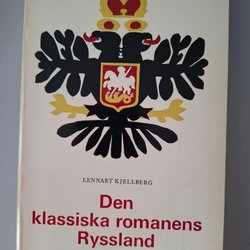 LENNART KJELLBERG
Den
klassiska romanens
Ryssland